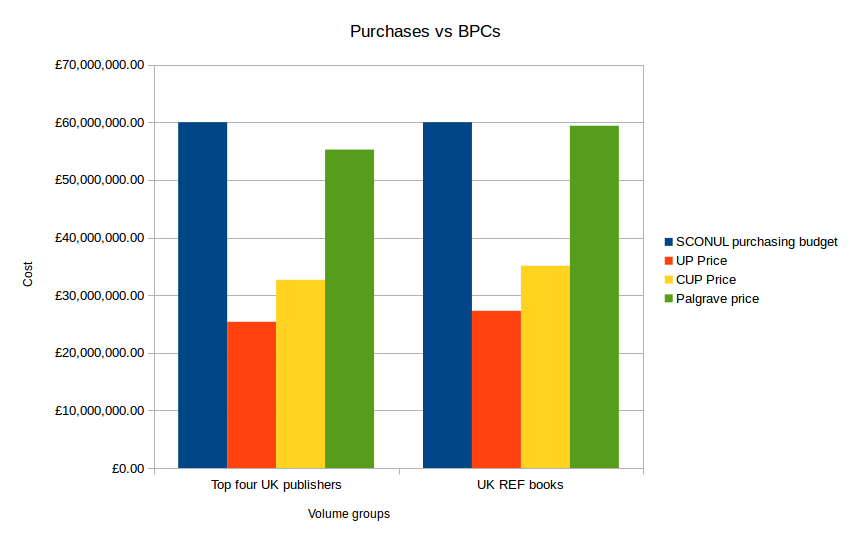 Purchases vs BPCs
£70,000,000.00
£60,000,000.00
£50,000,000.00
£40,000,000.00
£30,000,000.00
£20,000,000.00
£10,000,000.00
£0.00
Cost
Top four UK publishers
UK REF books
Volume groups
SCONUL purchasing budget
UP Price
CUP Price
Palgrave price